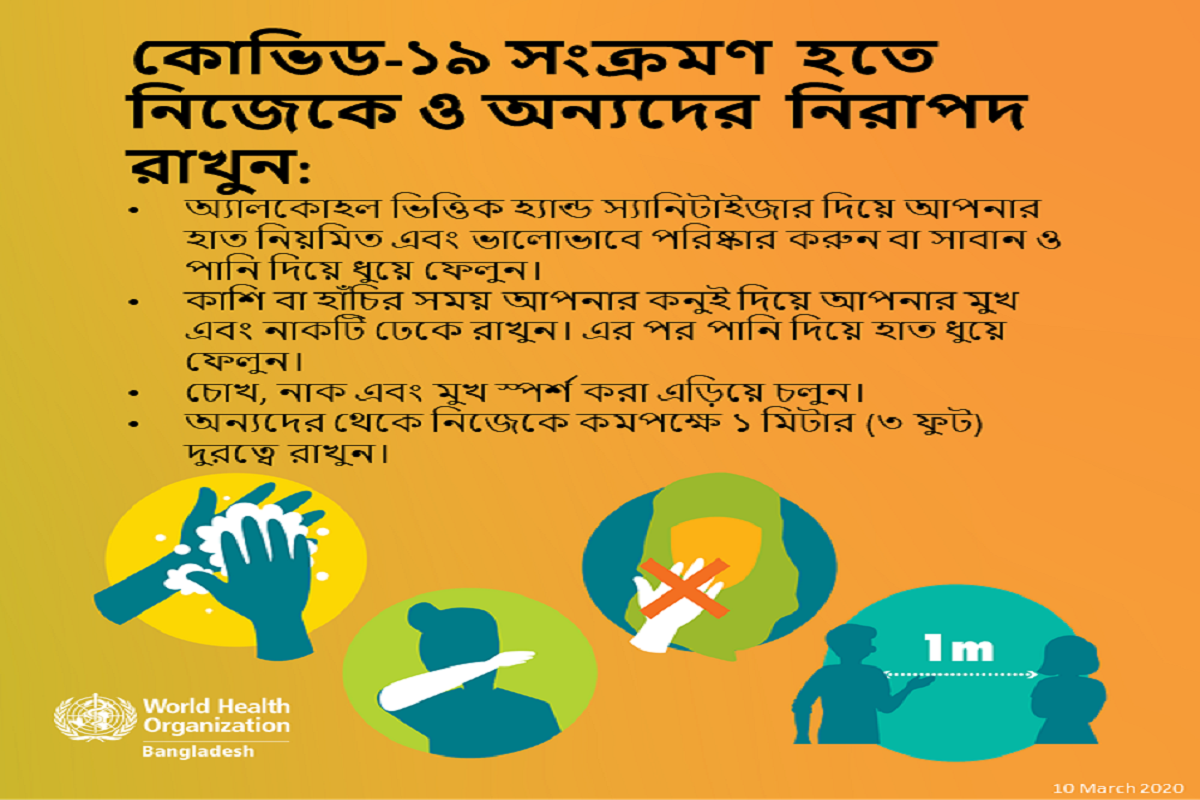 কোভিড-১৯ সংক্রমণ হতে
নিজেকে ও অন্যদের নিরাপদ
রাখুন:
• অ্যালকোহল ভিত্তিক হ্যান্ড স্যানিটাইজার দিয়ে আপনার
হাত নিয়মিত এবং ভালোভাবে পরিষ্কার করুন বা সাবান ও
পানি দিয়ে ধুয়ে ফেলুন।
• কাশি বা হাঁচির সময় আপনার কনুই দিয়ে আপনার মুখ
এবং নাকটি ঢেকে রাখুন। এর পর পানি দিয়ে হাত ধুয়ে
ফেলুন।
• চোখ, নাক এবং মুখ স্পর্শ করা এড়িয়ে চলুন।
• অন্যদের থেকে নিজেকে কমপক্ষে ১ মিটার (৩ ফুট)
দুরত্বে রাখুন।
1m
World Health
Organization
Bangladesh
10 March 2020